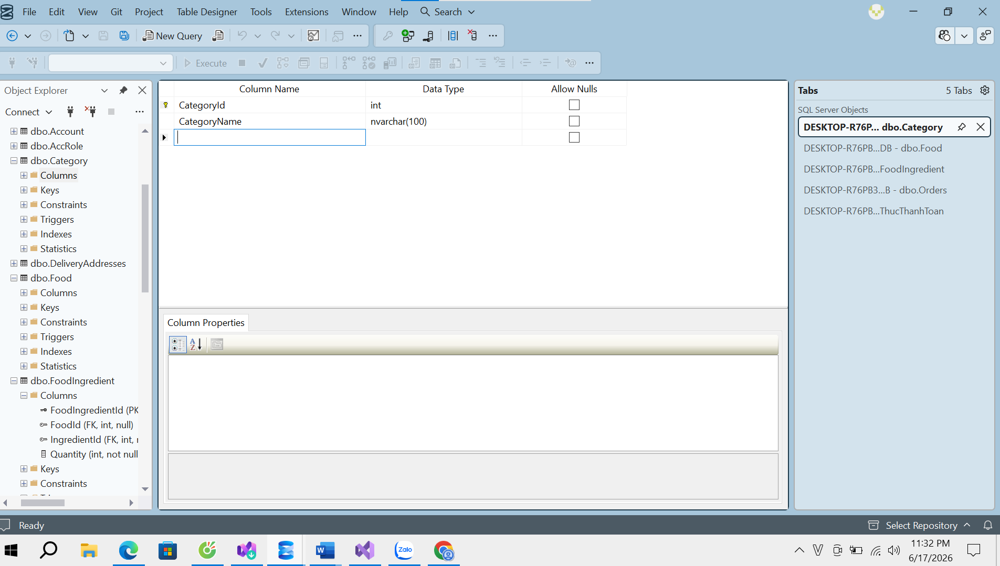 File Edit View Git Project Table Designer Tools Extensions Window Help Search
New Query
Execute
Object Explorer
Connect
dbo.Account
dbo.AccRole
dbo.Category
Columns
Keys
Constraints
Triggers
Indexes
Statistics
dbo.DeliveryAddresses
dbo.Food
Columns
Keys
Constraints
Triggers
Indexes
Statistics
dbo.FoodIngredient
Columns
FoodIngredientId (PK
FoodId (FK, int, null)
IngredientId (FK, int,
Quantity (int, not null
Keys
Constraints
Column Name Data Type Allow Nulls
CategoryId int
CategoryName nvarchar(100)
Column Properties
Tabs 5 Tabs
SQL Server Objects
DESKTOP-R76P... dbo.Category
DESKTOP-R76PB...DB - dbo.Food
DESKTOP-R76PB...FoodIngredient
DESKTOP-R76PB3...B - dbo.Orders
DESKTOP-R76PB...ThucThanhToan
Ready Select Repository
Zalo
11:32 PM
6/17/2026